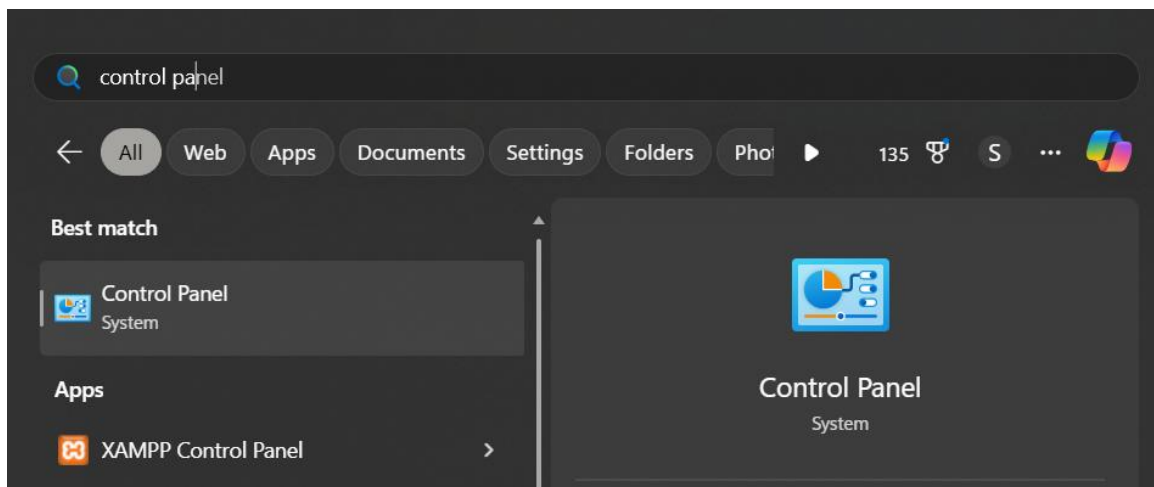 control panel
All Web Apps Documents Settings Folders Phot 135 S
Best match
Control Panel
System
Apps
XAMPP Control Panel
Control Panel
System